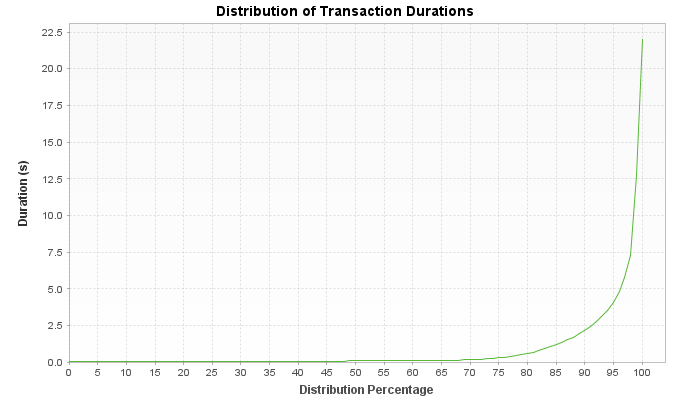 Distribution of Transaction Durations
Duration (s)
22.5
20.0
17.5
15.0
12.5
10.0
7.5
5.0
2.5
0.0
0 5 10 15 20 25 30 35 40 45 50 55 60 65 70 75 80 85 90 95 100
Distribution Percentage